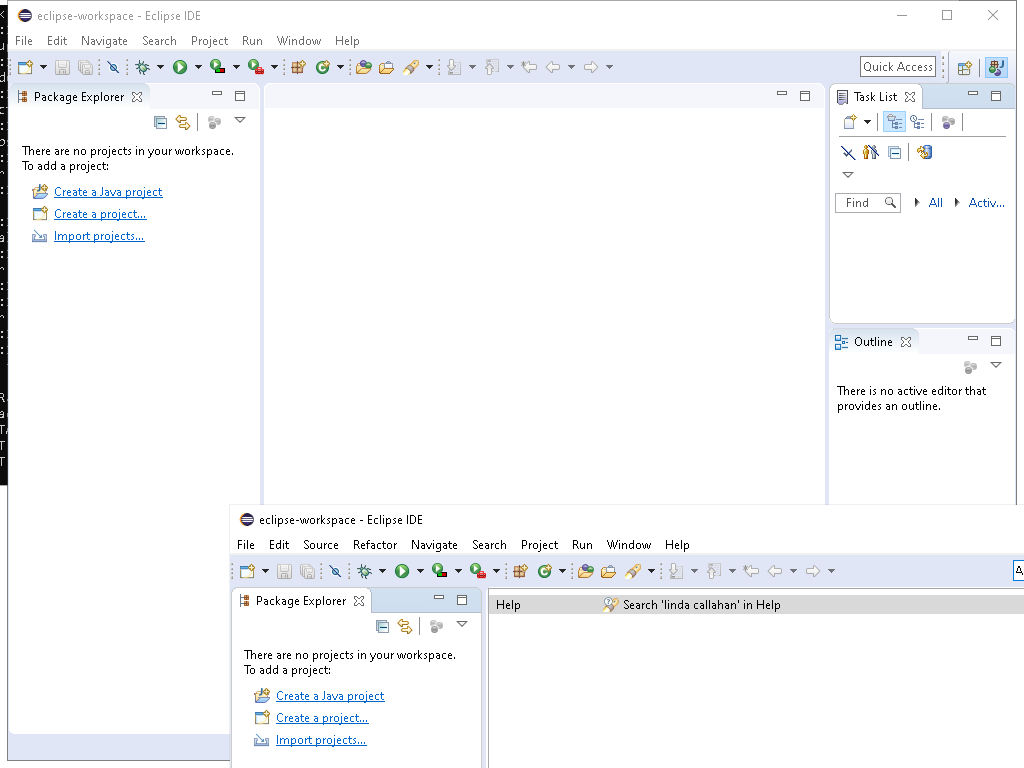 eclipse-workspace - Eclipse IDE
File Edit Navigate Search Project Run Window Help
Quick Access
Package Explorer
There are no projects in your workspace.
To add a project:
Create a Java project
Create a project...
Import projects...
Task List
Find All Activ...
Outline
There is no active editor that
provides an outline.
eclipse-workspace - Eclipse IDE
File Edit Source Refactor Navigate Search Project Run Window Help
Package Explorer
There are no projects in your workspace.
To add a project:
Create a Java project
Create a project...
Import projects...
Help Search 'linda callahan' in Help